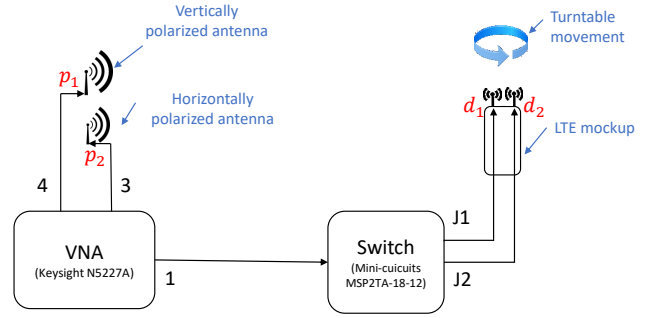 Vertically
polarized antenna
p₁
Horizontally
polarized antenna
p₂
4
3
VNA
(Keysight N5227A)
1
Switch
(Mini-cuicuits
MSP2TA-18-12)
J1
J2
Turntable
movement
d₁
d₂
LTE mockup